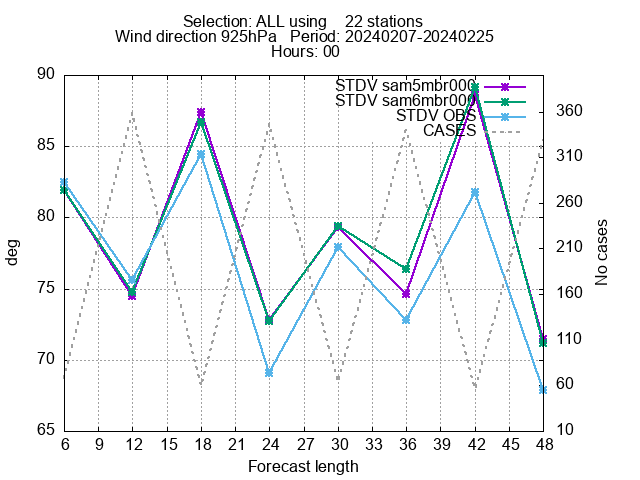 Selection: ALL using    22 stations
Wind direction 925hPa   Period: 20240207-20240225
Hours: 00
STDV sam5mbr000
STDV sam6mbr000
STDV OBS
CASES
90
85
80
75
70
65
deg
360
310
260
210
160
110
60
10
No cases
6 9 12 15 18 21 24 27 30 33 36 39 42 45 48
Forecast length